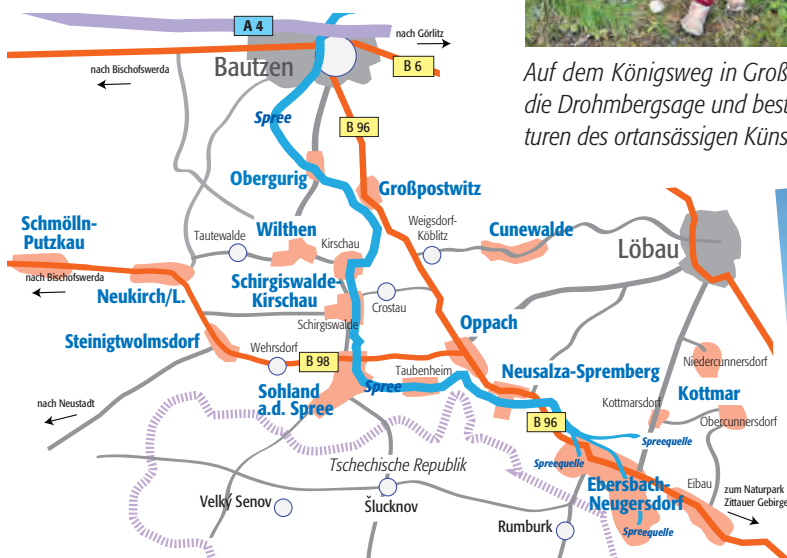 A 4
nach Görlitz
nach Bischofswerda
Bautzen
B 6
Spree
B 96
Auf dem Königsweg in Groß
die Drohmbergsage und best
turen des ortansässigen Küns
Obergurig
Großpostwitz
Schmölln-
Putzkau
Tautewalde
Wilthen
Kirschau
Weigsdorf-
Köblitz
Cunewalde
Löbau
nach Bischofswerda
Neukirch/L.
Schirgiswalde-
Kirschau
Crostau
Schirgiswalde
Steinigtwolmsdorf
Wehrsdorf
B 98
Oppach
Sohland
a.d. Spree
Spree
Taubenheim
Neusalza-Spremberg
Niedercunnersdorf
Kottmar
Kottmarsdorf
Obercunnersdorf
nach Neustadt
B 96
Spreequelle
Spreequelle
Tschechische Republik
Ebersbach-
Neugersdorf
Eibau
zum Naturpark
Zittauer Gebirge
Velký Senov
Šlucknov
Rumburk
Spreequelle